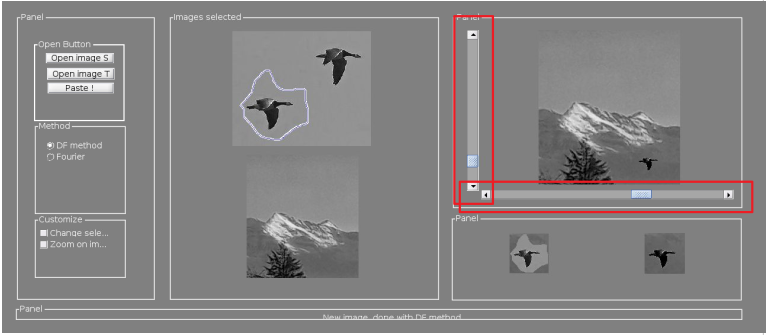 Panel
Open Button
Open image S
Open image T
Paste !
Method
DF method
Fourier
Customize
Change sele...
Zoom on im...
Images selected
Panel
Panel
Panel
New image, done with DF method